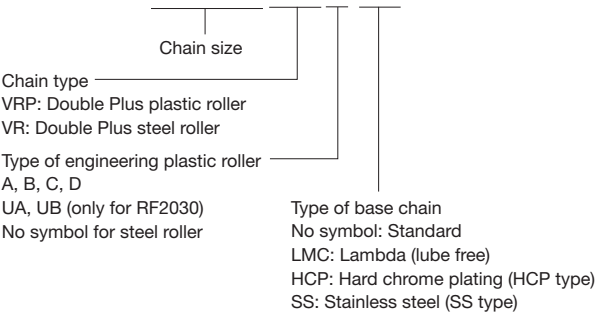 Chain size
Chain type
VRP: Double Plus plastic roller
VR: Double Plus steel roller
Type of engineering plastic roller
A, B, C, D
UA, UB (only for RF2030)
No symbol for steel roller
Type of base chain
No symbol: Standard
LMC: Lambda (lube free)
HCP: Hard chrome plating (HCP type)
SS: Stainless steel (SS type)